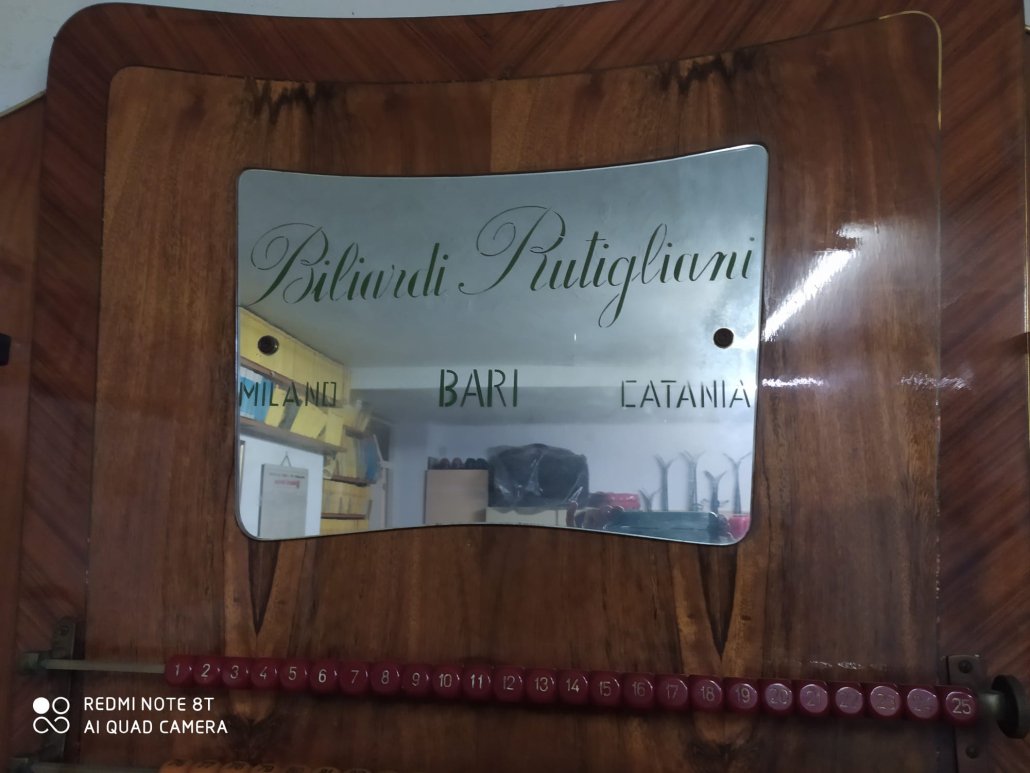 Biliardi Rutigliani
MILANO BARI CATANIA
1 2 3 4 5 6 7 8 9 10 11 12 13 14 15 16 17 18 19 20 21 22 23 24 25
REDMI NOTE 8T
AI QUAD CAMERA